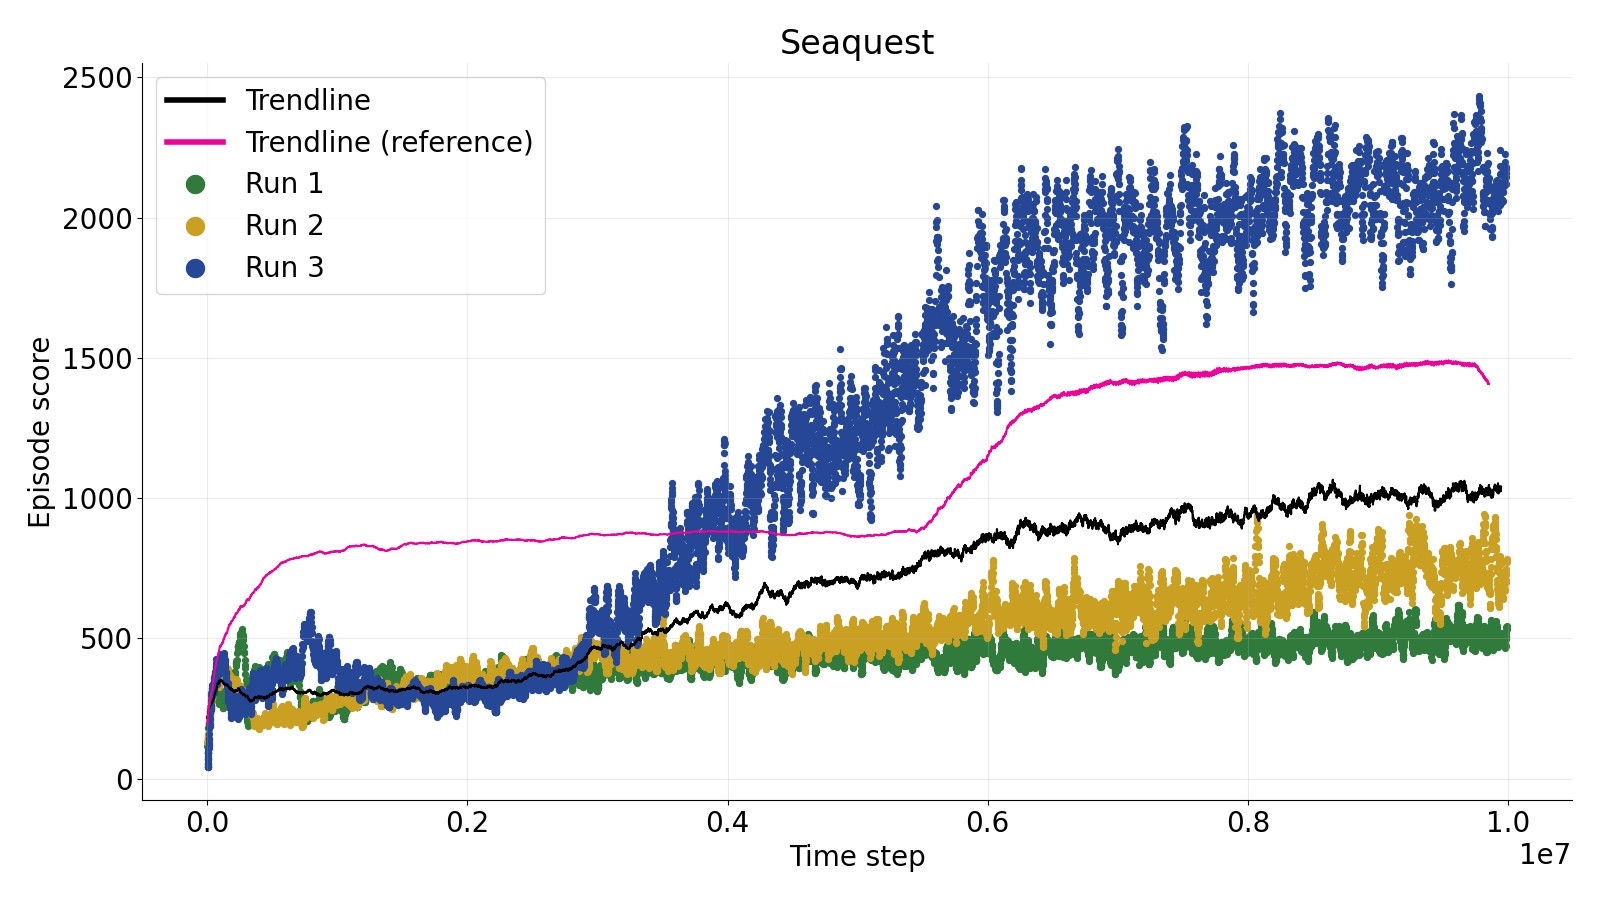 Seaquest
Trendline
Trendline (reference)
Run 1
Run 2
Run 3
Episode score
2500
2000
1500
1000
500
0
0.0 0.2 0.4 0.6 0.8 1.0
1e7
Time step